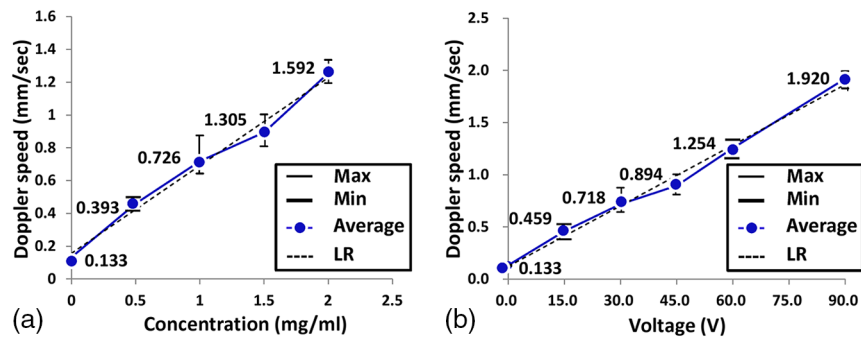 Doppler speed (mm/sec)
1.6
1.4
1.2
1
0.8
0.6
0.4
0.2
0
0.133
0.393
0.726
1.305
1.592
Max
Min
Average
LR
0
0.5
1
1.5
2
2.5
Concentration (mg/ml)
(a)
Doppler speed (mm/sec)
2.5
2.0
1.5
1.0
0.5
0.0
0.133
0.459
0.718
0.894
1.254
1.920
Max
Min
Average
LR
0.0
15.0
30.0
45.0
60.0
75.0
90.0
Voltage (V)
(b)